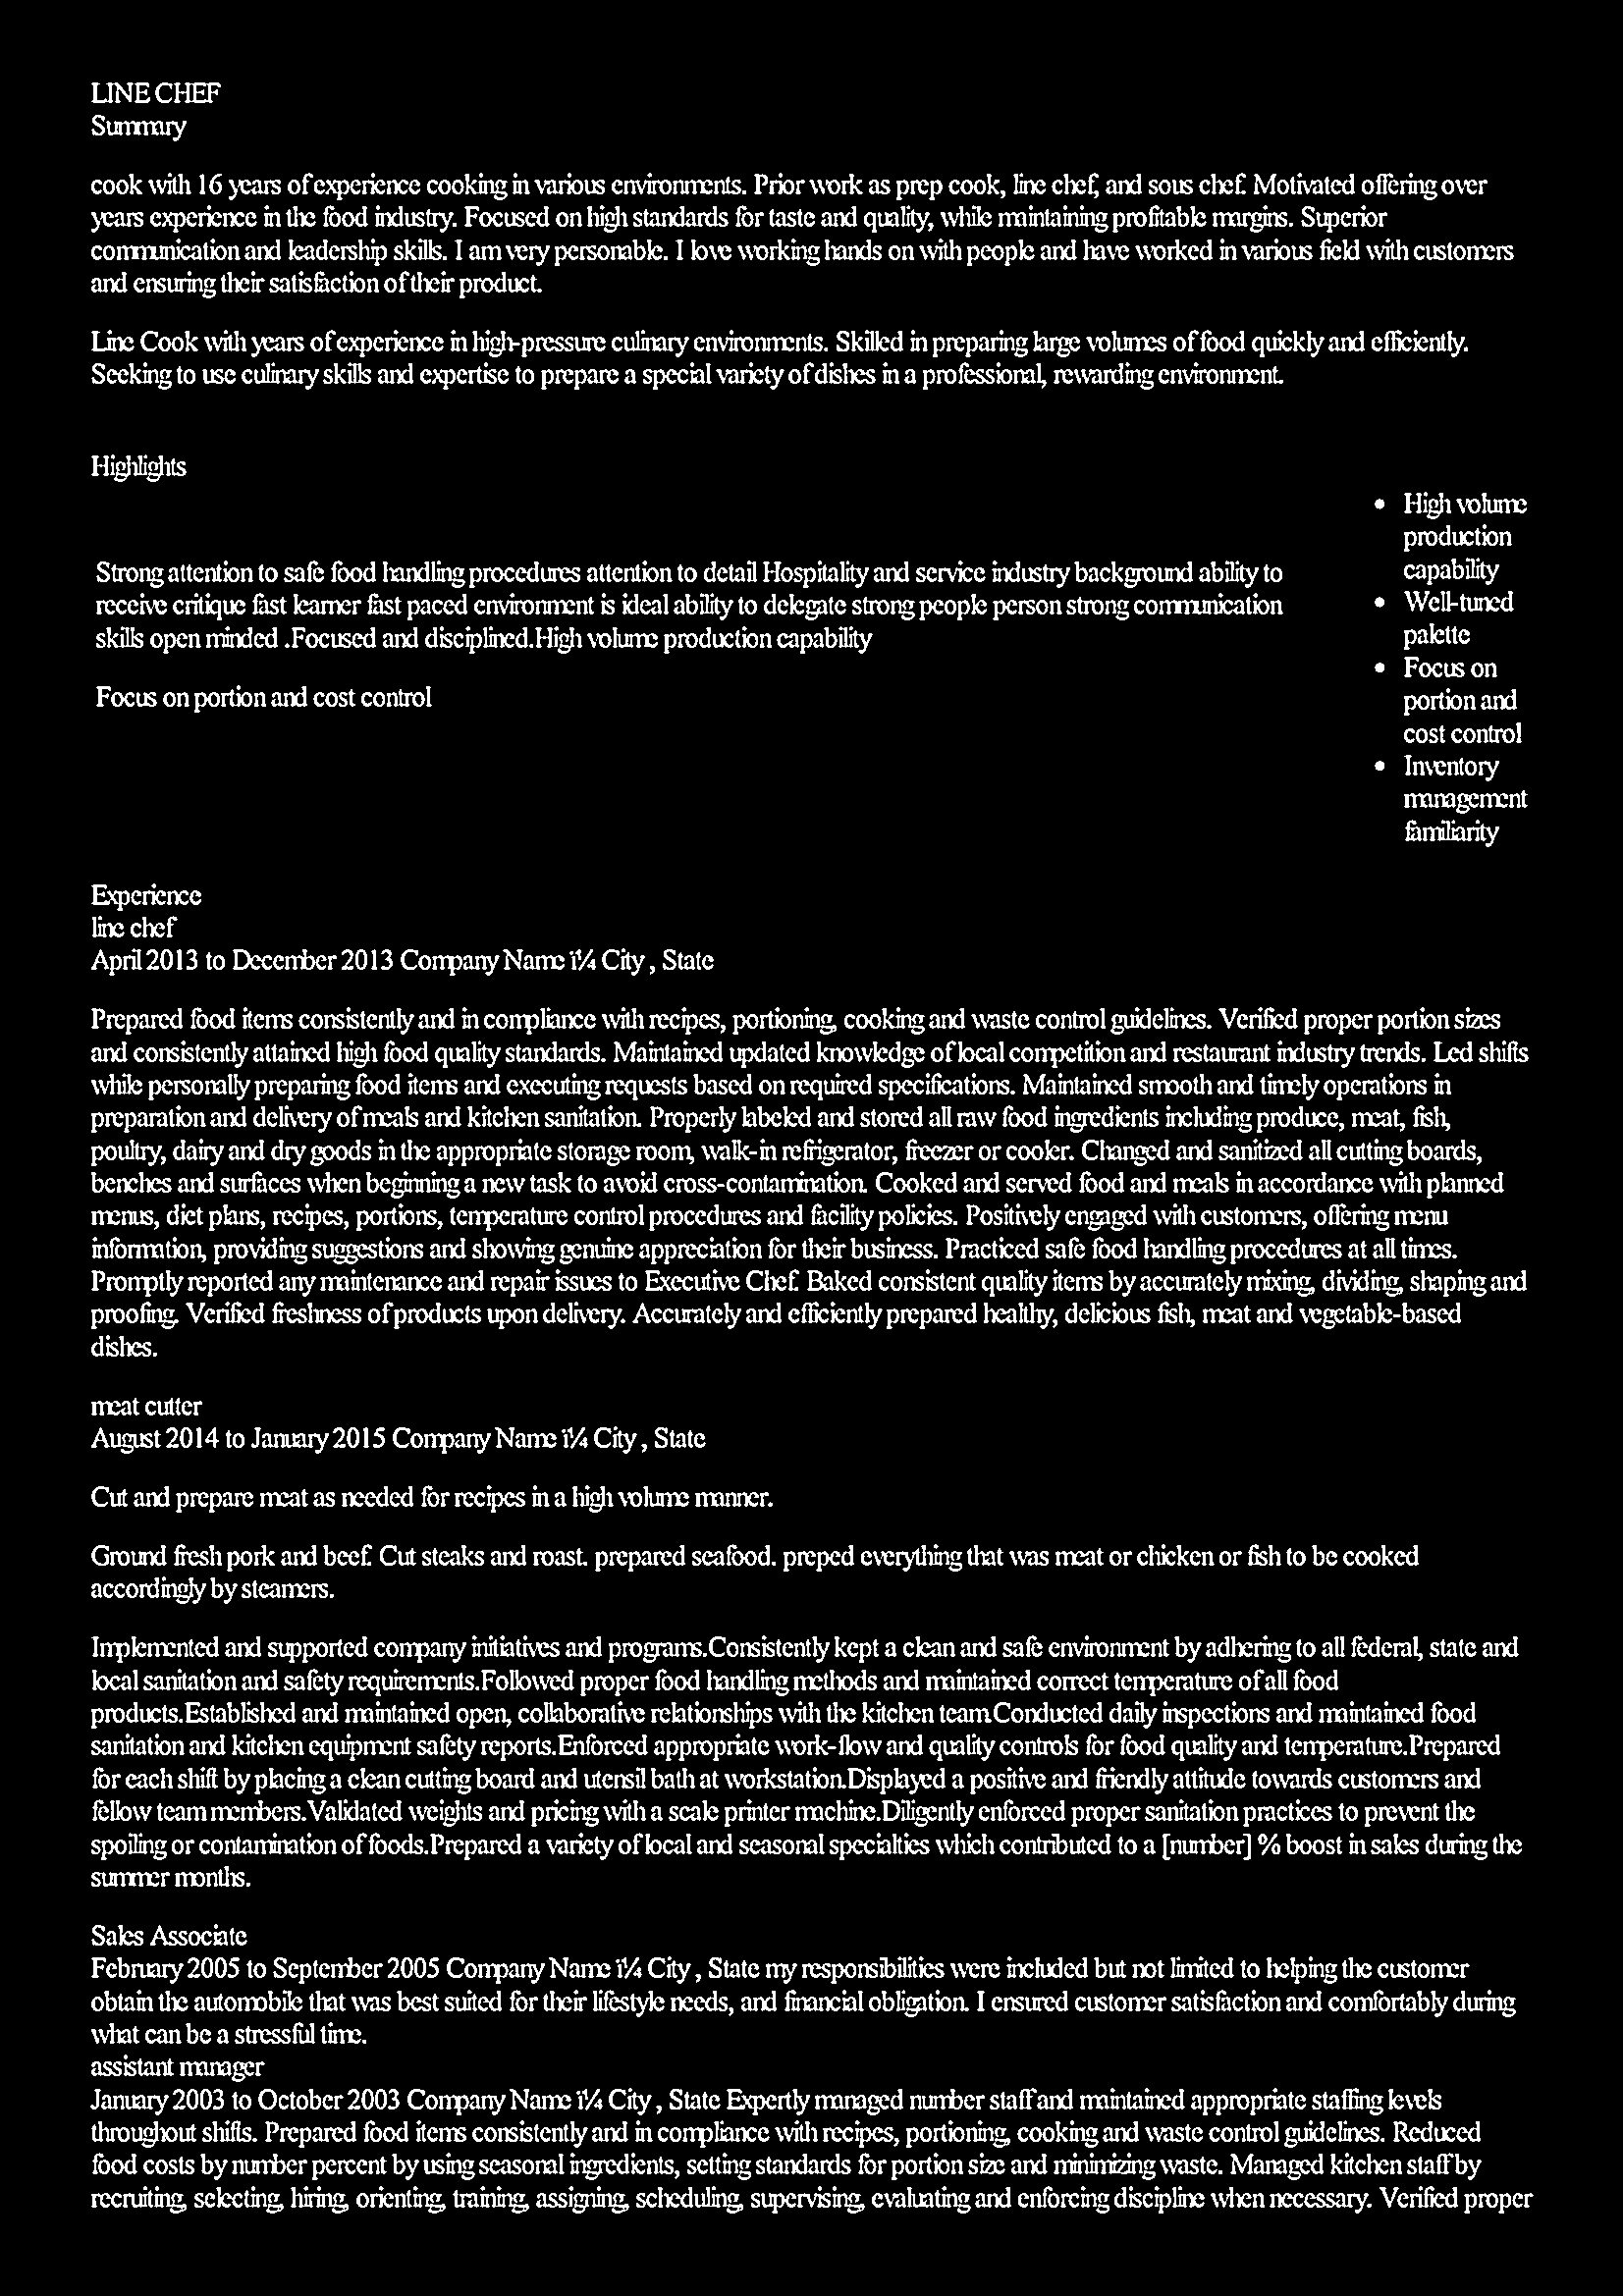 LINE CHEF
Summary
cook with 16 years of experience cooking in various environments. Prior work as prep cook, line chef, and sous chef. Motivated offering over
years experience in the food industry. Focused on high standards for taste and quality, while maintaining profitable margins. Superior
communication and leadership skills. I am very personable. I love working hands on with people and have worked in various field with customers
and ensuring their satisfaction of their product.
Line Cook with years of experience in high-pressure culinary environments. Skilled in preparing large volumes of food quickly and efficiently.
Seeking to use culinary skills and expertise to prepare a special variety of dishes in a professional, rewarding environment.
Highlights
Strong attention to safe food handling procedures attention to detail Hospitality and service industry background ability to
receive critique fast learner fast paced environment is ideal ability to delegate strong people person strong communication
skills open minded .Focused and disciplined.High volume production capability
Focus on portion and cost control
• High volume
production
capability
• Well-tuned
palette
• Focus on
portion and
cost control
• Inventory
management
familiarity
Experience
line chef
April 2013 to December 2013 Company Name ï¼ City , State
Prepared food items consistently and in compliance with recipes, portioning, cooking and waste control guidelines. Verified proper portion sizes
and consistently attained high food quality standards. Maintained updated knowledge of local competition and restaurant industry trends. Led shifts
while personally preparing food items and executing requests based on required specifications. Maintained smooth and timely operations in
preparation and delivery of meals and kitchen sanitation. Properly labeled and stored all raw food ingredients including produce, meat, fish,
poultry, dairy and dry goods in the appropriate storage room, walk-in refrigerator, freezer or cooler. Changed and sanitized all cutting boards,
benches and surfaces when beginning a new task to avoid cross-contamination. Cooked and served food and meals in accordance with planned
menus, diet plans, recipes, portions, temperature control procedures and facility policies. Positively engaged with customers, offering menu
information, providing suggestions and showing genuine appreciation for their business. Practiced safe food handling procedures at all times.
Promptly reported any maintenance and repair issues to Executive Chef. Baked consistent quality items by accurately mixing, dividing, shaping and
proofing. Verified freshness of products upon delivery. Accurately and efficiently prepared healthy, delicious fish, meat and vegetable-based
dishes.
meat cutter
August 2014 to January 2015 Company Name ï¼ City , State
Cut and prepare meat as needed for recipes in a high volume manner.
Ground fresh pork and beef. Cut steaks and roast. prepared seafood. preped everything that was meat or chicken or fish to be cooked
accordingly by steamers.
Implemented and supported company initiatives and programs.Consistently kept a clean and safe environment by adhering to all federal, state and
local sanitation and safety requirements.Followed proper food handling methods and maintained correct temperature of all food
products.Established and maintained open, collaborative relationships with the kitchen team.Conducted daily inspections and maintained food
sanitation and kitchen equipment safety reports.Enforced appropriate work-flow and quality controls for food quality and temperature.Prepared
for each shift by placing a clean cutting board and utensil bath at workstation.Displayed a positive and friendly attitude towards customers and
fellow team members.Validated weights and pricing with a scale printer machine.Diligently enforced proper sanitation practices to prevent the
spoiling or contamination of foods.Prepared a variety of local and seasonal specialties which contributed to a [number] % boost in sales during the
summer months.
Sales Associate
February 2005 to September 2005 Company Name ï¼ City , State my responsibilities were included but not limited to helping the customer
obtain the automobile that was best suited for their lifestyle needs, and financial obligation. I ensured customer satisfaction and comfortably during
what can be a stressful time.
assistant manager
January 2003 to October 2003 Company Name ï¼ City , State Expertly managed number staff and maintained appropriate staffing levels
throughout shifts. Prepared food items consistently and in compliance with recipes, portioning, cooking and waste control guidelines. Reduced
food costs by number percent by using seasonal ingredients, setting standards for portion size and minimizing waste. Managed kitchen staff by
recruiting, selecting, hiring, orienting, training, assigning, scheduling, supervising, evaluating and enforcing discipline when necessary. Verified proper